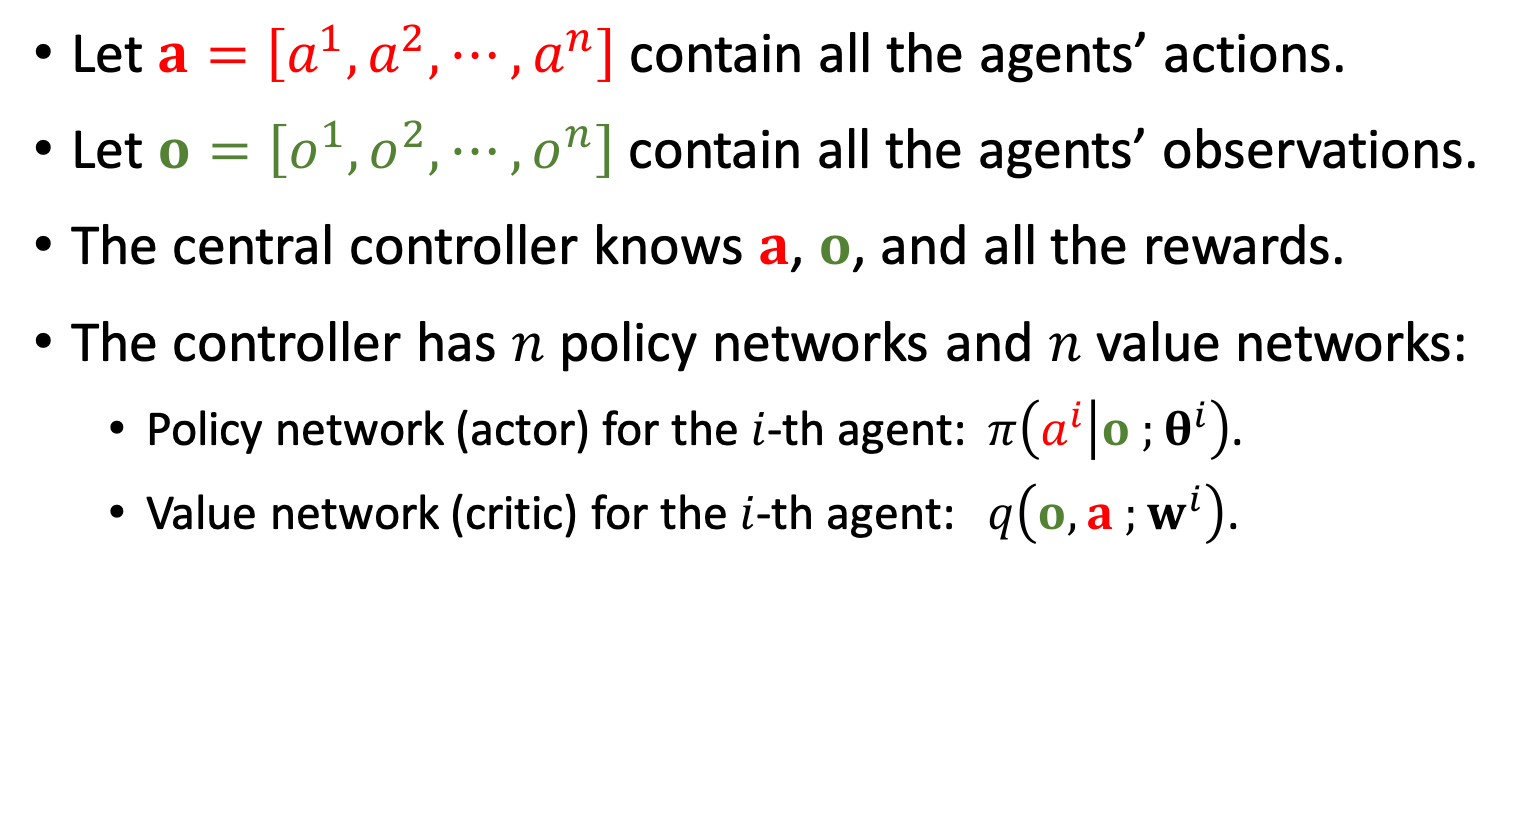 • Let 𝐚 = [𝑎¹, 𝑎², ⋯, 𝑎ⁿ] contain all the agents’ actions.
• Let 𝐨 = [𝑜¹, 𝑜², ⋯, 𝑜ⁿ] contain all the agents’ observations.
• The central controller knows 𝐚, 𝐨, and all the rewards.
• The controller has 𝑛 policy networks and 𝑛 value networks:
• Policy network (actor) for the 𝑖-th agent: 𝜋(𝑎ⁱ|𝐨 ; 𝛉ⁱ).
• Value network (critic) for the 𝑖-th agent: 𝑞(𝐨, 𝐚 ; 𝐰ⁱ).